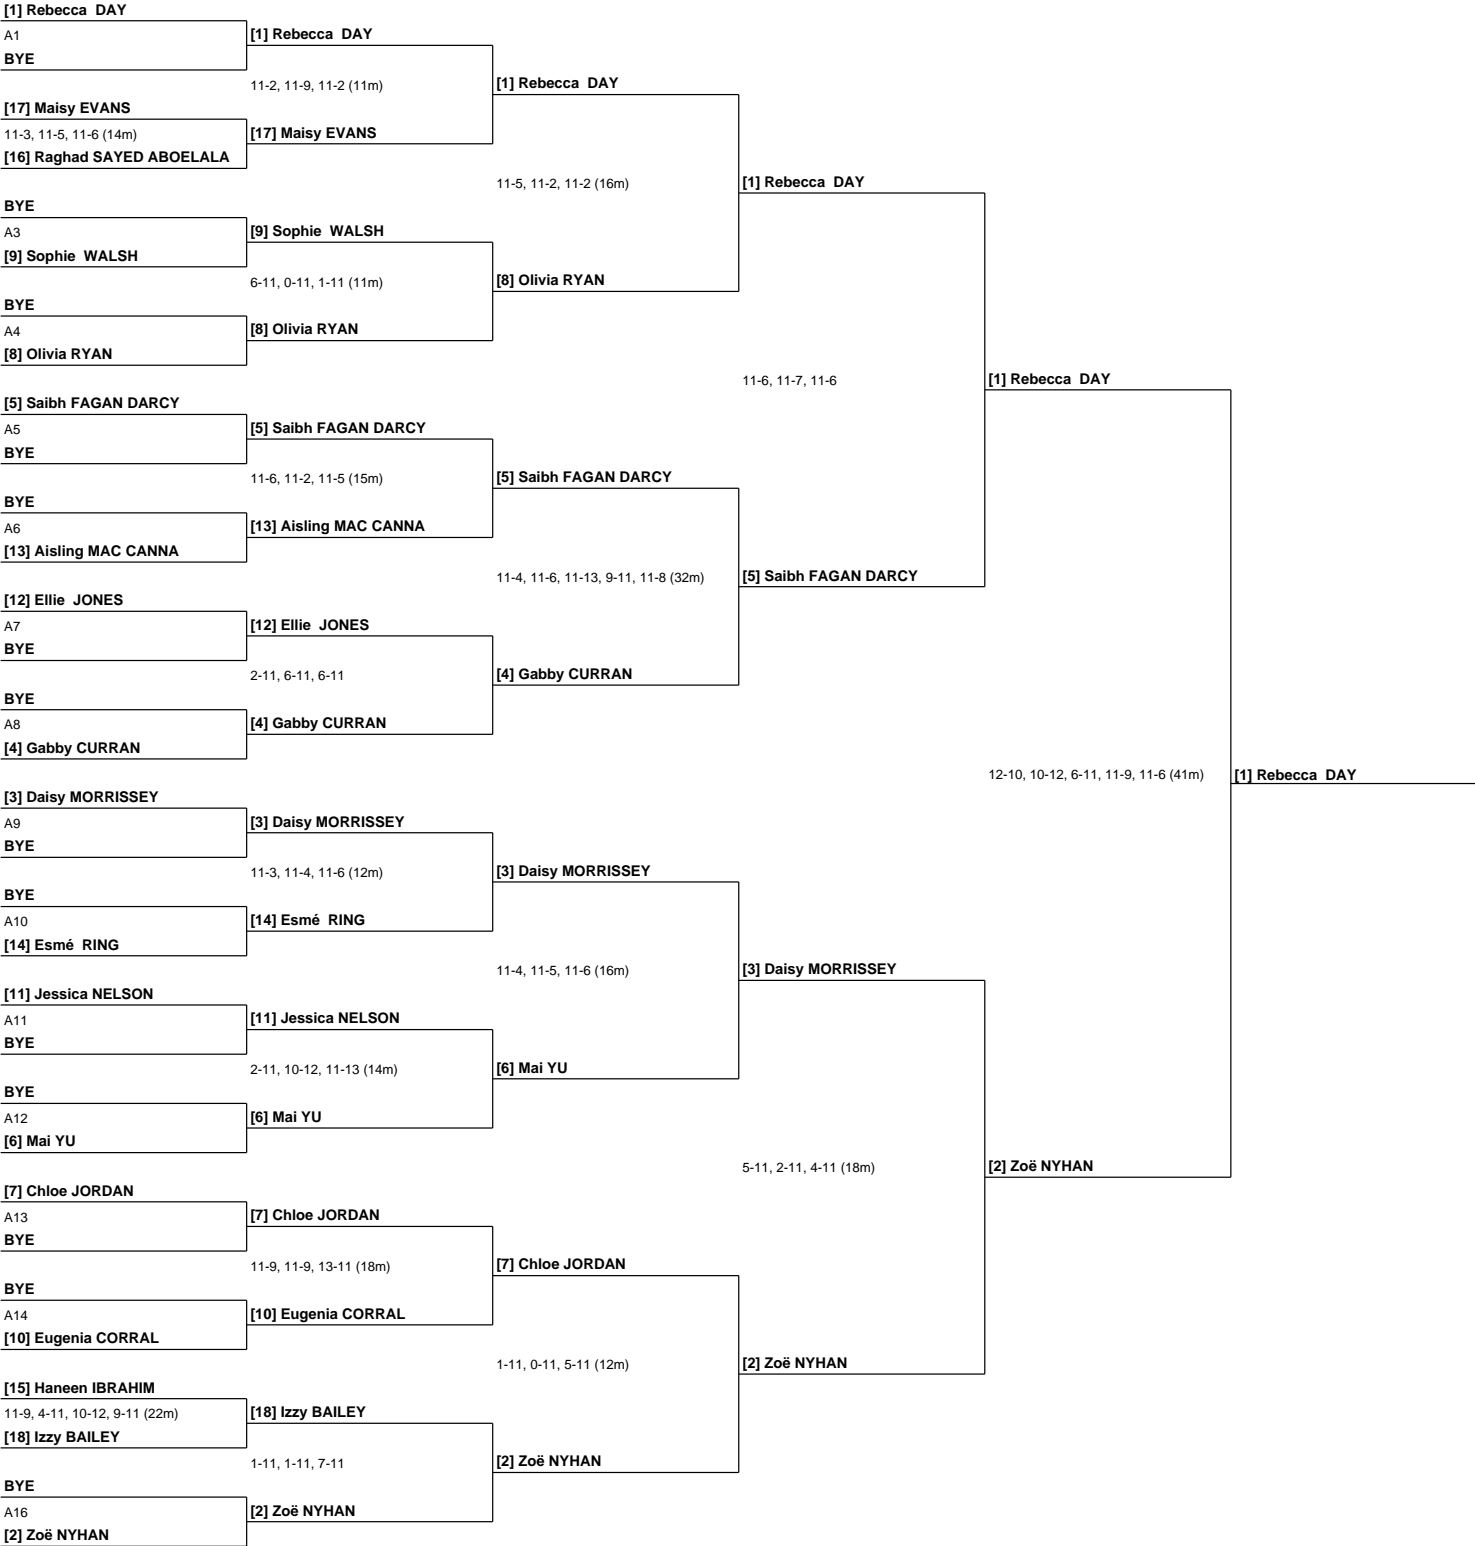 [1] Rebecca  DAY
A1
BYE
[17] Maisy EVANS
11-3, 11-5, 11-6 (14m)
[16] Raghad SAYED ABOELALA
BYE
A3
[9] Sophie  WALSH
BYE
A4
[8] Olivia RYAN
[5] Saibh FAGAN DARCY
A5
BYE
BYE
A6
[13] Aisling MAC CANNA
[12] Ellie  JONES
A7
BYE
BYE
A8
[4] Gabby CURRAN
[3] Daisy MORRISSEY
A9
BYE
BYE
A10
[14] Esmé  RING
[11] Jessica NELSON
A11
BYE
BYE
A12
[6] Mai YU
[7] Chloe JORDAN
A13
BYE
BYE
A14
[10] Eugenia CORRAL
[15] Haneen IBRAHIM
11-9, 4-11, 10-12, 9-11 (22m)
[18] Izzy BAILEY
BYE
A16
[2] Zoë NYHAN
[1] Rebecca  DAY
11-2, 11-9, 11-2 (11m)
[17] Maisy EVANS
[9] Sophie  WALSH
6-11, 0-11, 1-11 (11m)
[8] Olivia RYAN
[5] Saibh FAGAN DARCY
11-6, 11-2, 11-5 (15m)
[13] Aisling MAC CANNA
[12] Ellie  JONES
2-11, 6-11, 6-11
[4] Gabby CURRAN
[3] Daisy MORRISSEY
11-3, 11-4, 11-6 (12m)
[14] Esmé  RING
[11] Jessica NELSON
2-11, 10-12, 11-13 (14m)
[6] Mai YU
[7] Chloe JORDAN
11-9, 11-9, 13-11 (18m)
[10] Eugenia CORRAL
[18] Izzy BAILEY
1-11, 1-11, 7-11
[2] Zoë NYHAN
[1] Rebecca  DAY
11-5, 11-2, 11-2 (16m)
[8] Olivia RYAN
[5] Saibh FAGAN DARCY
11-4, 11-6, 11-13, 9-11, 11-8 (32m)
[4] Gabby CURRAN
[3] Daisy MORRISSEY
11-4, 11-5, 11-6 (16m)
[6] Mai YU
[7] Chloe JORDAN
1-11, 0-11, 5-11 (12m)
[2] Zoë NYHAN
[1] Rebecca  DAY
11-6, 11-7, 11-6
[5] Saibh FAGAN DARCY
[3] Daisy MORRISSEY
5-11, 2-11, 4-11 (18m)
[2] Zoë NYHAN
[1] Rebecca  DAY
12-10, 10-12, 6-11, 11-9, 11-6 (41m)
[2] Zoë NYHAN
[1] Rebecca  DAY